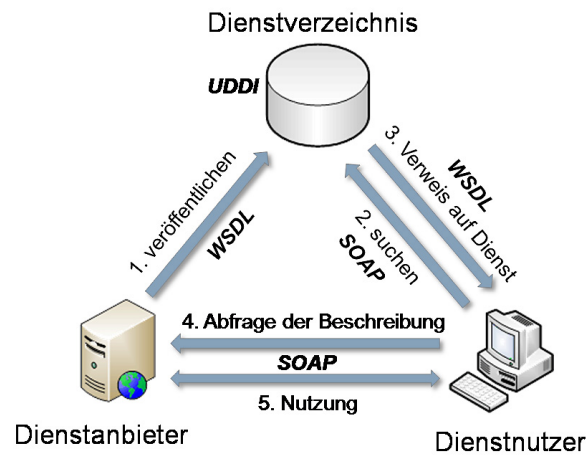 Dienstverzeichnis
UDDI
1. veröffentlichen
WSDL
3. Verweis auf Dienst
WSDL
2. suchen
SOAP
4. Abfrage der Beschreibung
SOAP
5. Nutzung
Dienstanbieter
Dienstnutzer